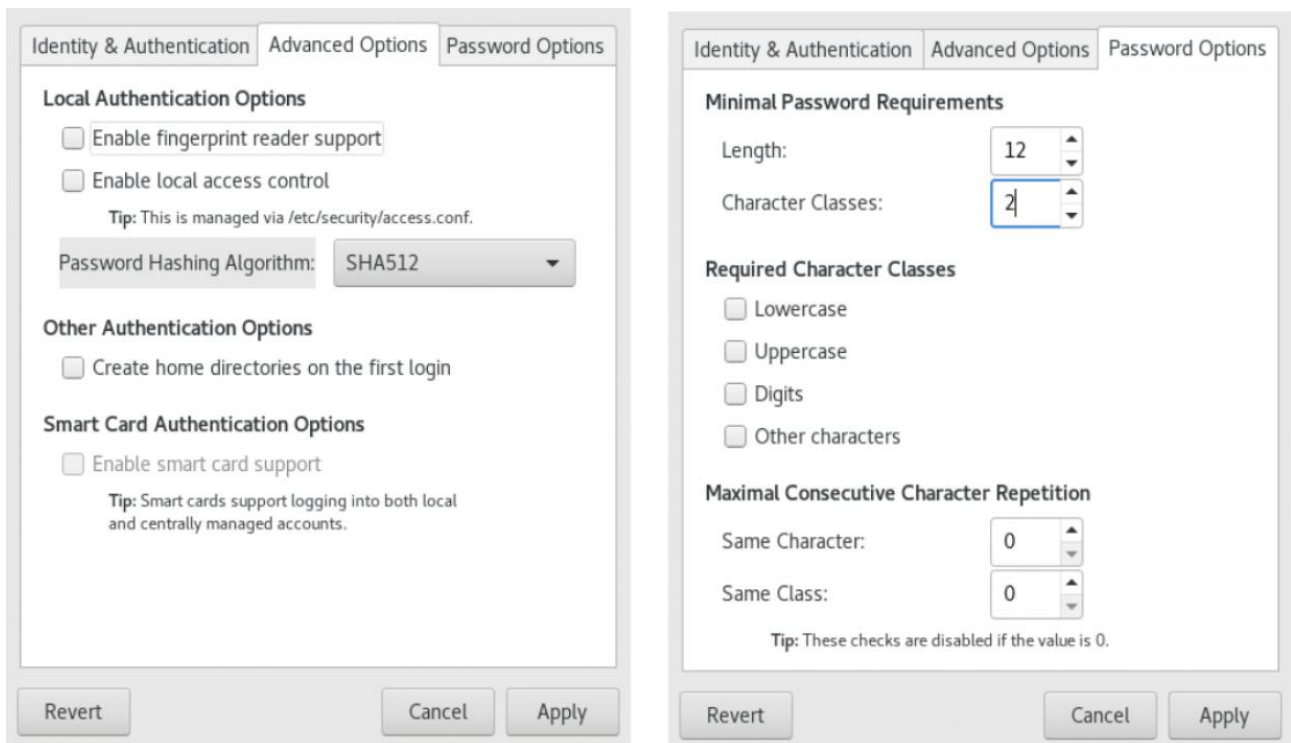 Identity & Authentication Advanced Options Password Options
Local Authentication Options
Enable fingerprint reader support
Enable local access control
Tip: This is managed via /etc/security/access.conf.
Password Hashing Algorithm: SHA512
Other Authentication Options
Create home directories on the first login
Smart Card Authentication Options
Enable smart card support
Tip: Smart cards support logging into both local
and centrally managed accounts.
Revert Cancel Apply
Identity & Authentication Advanced Options Password Options
Minimal Password Requirements
Length: 12
Character Classes: 2
Required Character Classes
Lowercase
Uppercase
Digits
Other characters
Maximal Consecutive Character Repetition
Same Character: 0
Same Class: 0
Tip: These checks are disabled if the value is 0.
Revert Cancel Apply